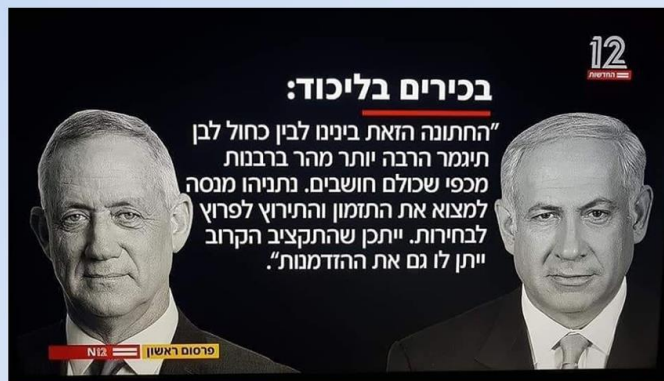 12
החדשות
בכירים בליכוד:
"החתונה הזאת בינינו לבין כחול לבן
תיגמר הרבה יותר מהר ברבנות
מכפי שכולם חושבים. נתניהו מנסה
למצוא את התזמון והתירוץ לפרוץ
לבחירות. ייתכן שהתקציב הקרוב
ייתן לו גם את ההזדמנות".
פרסום ראשון
N12